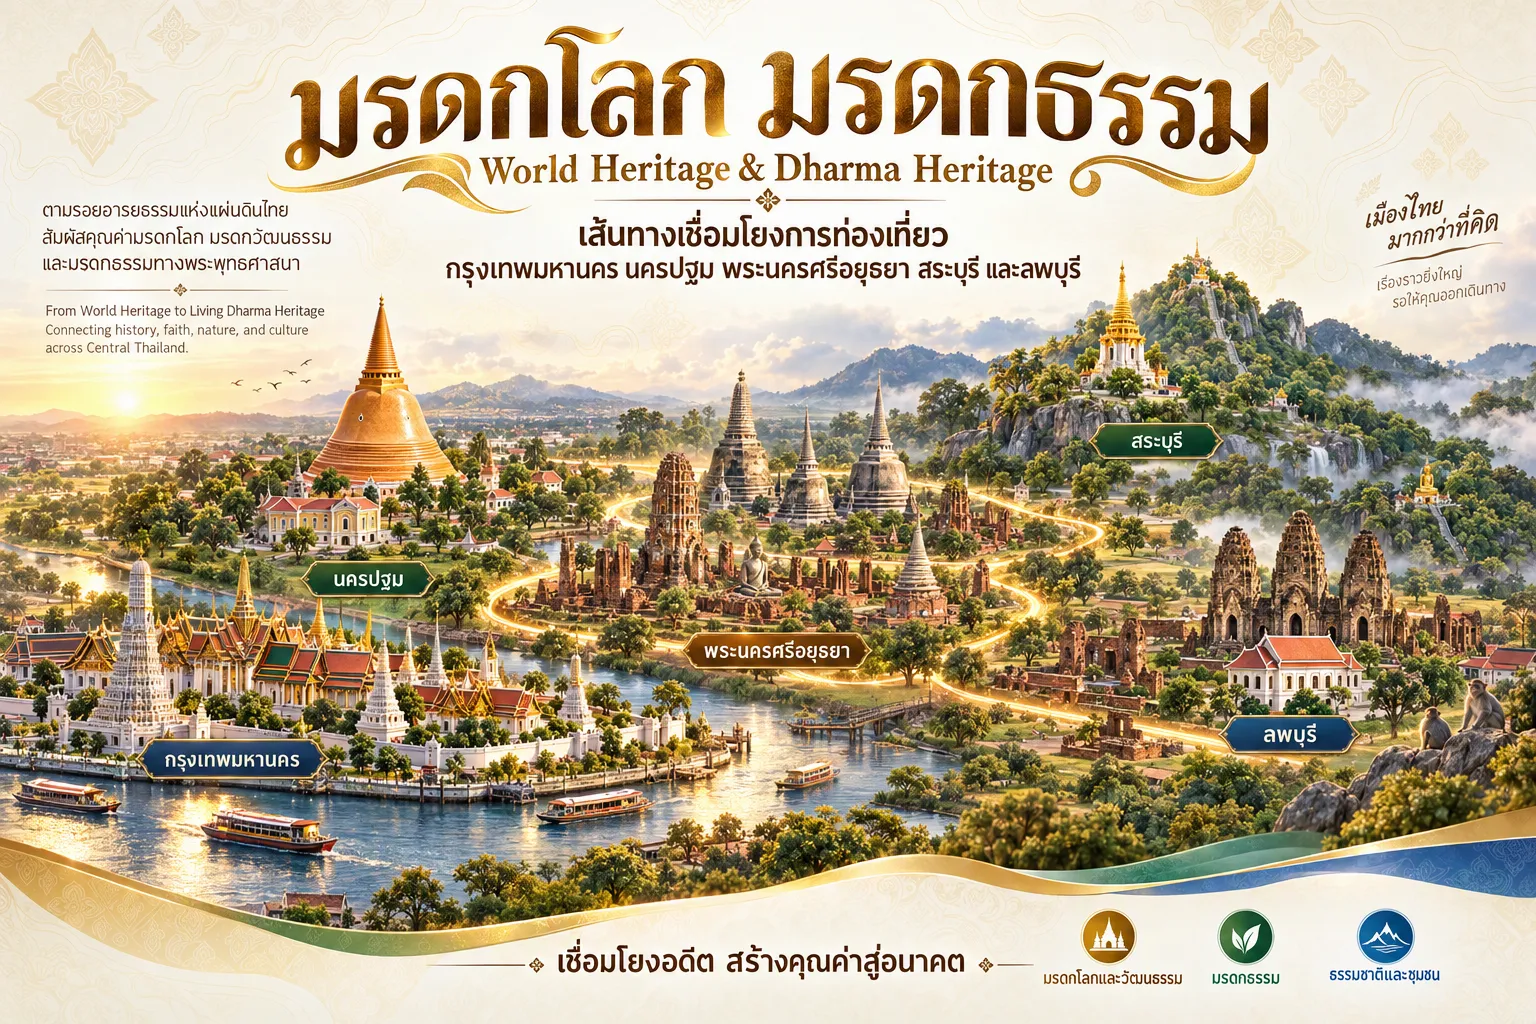 มรดกโลก มรดกธรรม
World Heritage & Dharma Heritage
เส้นทางเชื่อมโยงการท่องเที่ยว
กรุงเทพมหานคร นครปฐม พระนครศรีอยุธยา สระบุรี และลพบุรี
ตามรอยอารยธรรมแห่งแผ่นดินไทย
สัมผัสคุณค่ามรดกโลก มรดกวัฒนธรรม
และมรดกธรรมทางพระพุทธศาสนา
From World Heritage to Living Dharma Heritage
Connecting history, faith, nature, and culture
across Central Thailand.
เมืองไทย
มากกว่าที่คิด
เรื่องราวยิ่งใหญ่
รอให้คุณออกเดินทาง
สระบุรี
นครปฐม
พระนครศรีอยุธยา
ลพบุรี
กรุงเทพมหานคร
เชื่อมโยงอดีต สร้างคุณค่าสู่อนาคต
มรดกโลกและวัฒนธรรม
มรดกธรรม
ธรรมชาติและชุมชน